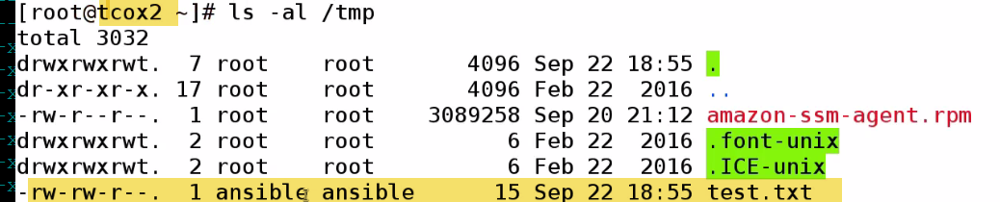 [root@tcox2 ~]# ls -al /tmp
total 3032
drwxrwxrwt.  7 root    root       4096 Sep 22 18:55 .
dr-xr-xr-x. 17 root    root       4096 Feb 22  2016 ..
-rw-r--r--.  1 root    root    3089258 Sep 20 21:12 amazon-ssm-agent.rpm
drwxrwxrwt.  2 root    root          6 Feb 22  2016 .font-unix
drwxrwxrwt.  2 root    root          6 Feb 22  2016 .ICE-unix
-rw-rw-r--.  1 ansible ansible      15 Sep 22 18:55 test.txt